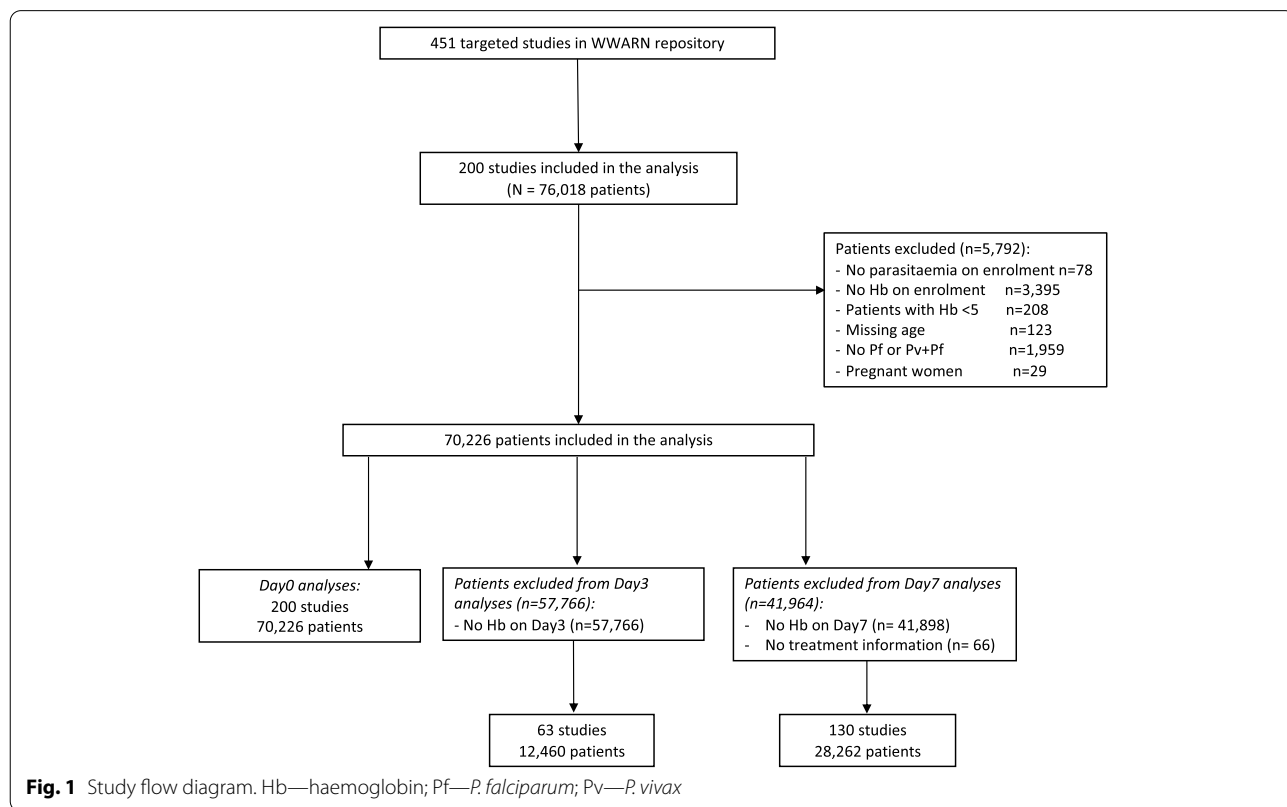 451 targeted studies in WWARN repository
200 studies included in the analysis
(N = 76,018 patients)
Patients excluded (n=5,792):
- No parasitaemia on enrolment n=78
- No Hb on enrolment n=3,395
- Patients with Hb <5 n=208
- Missing age n=123
- No Pf or Pv+Pf n=1,959
- Pregnant women n=29
70,226 patients included in the analysis
Day0 analyses:
200 studies
70,226 patients
Patients excluded from Day3
analyses (n=57,766):
- No Hb on Day3 (n=57,766)
Patients excluded from Day7 analyses
(n=41,964):
- No Hb on Day7 (n= 41,898)
- No treatment information (n= 66)
63 studies
12,460 patients
130 studies
28,262 patients
Fig. 1 Study flow diagram. Hb—haemoglobin; Pf—P. falciparum; Pv—P. vivax